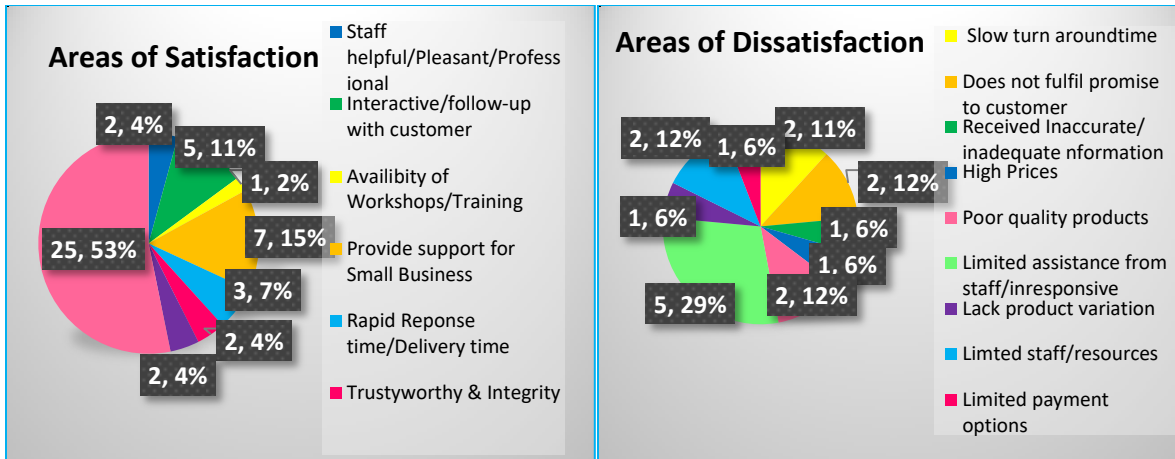 Areas of Satisfaction
2, 4%
5, 11%
1, 2%
7, 15%
3, 7%
2, 4%
2, 4%
25, 53%
Staff
helpful/Pleasant/Profess
ional
Interactive/follow-up
with customer
Availibity of
Workshops/Training
Provide support for
Small Business
Rapid Reponse
time/Delivery time
Trustyworthy & Integrity
Areas of Dissatisfaction
2, 11%
2, 12%
1, 6%
1, 6%
2, 12%
5, 29%
1, 6%
2, 12%
1, 6%
Slow turn aroundtime
Does not fulfil promise
to customer
Received Inaccurate/
inadequate nformation
High Prices
Poor quality products
Limited assistance from
staff/inresponsive
Lack product variation
Limted staff/resources
Limited payment
options